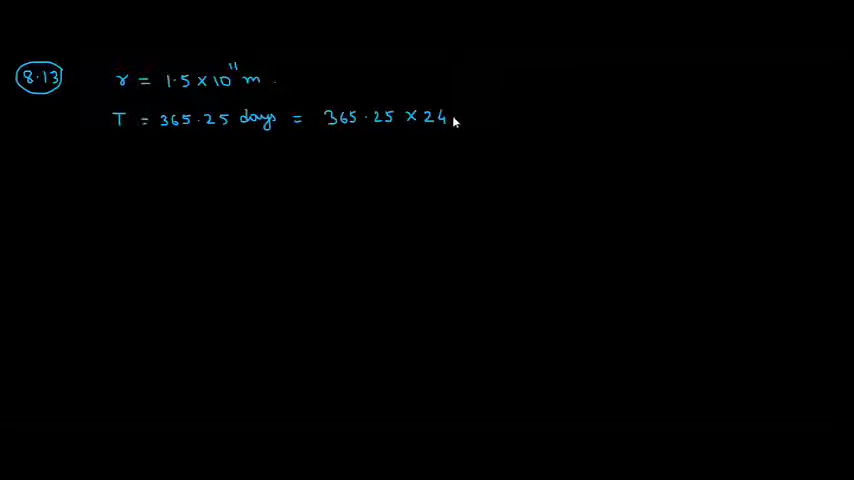 8.13 r = 1.5 × 10¹¹ m.
T = 365.25 days = 365.25 × 24